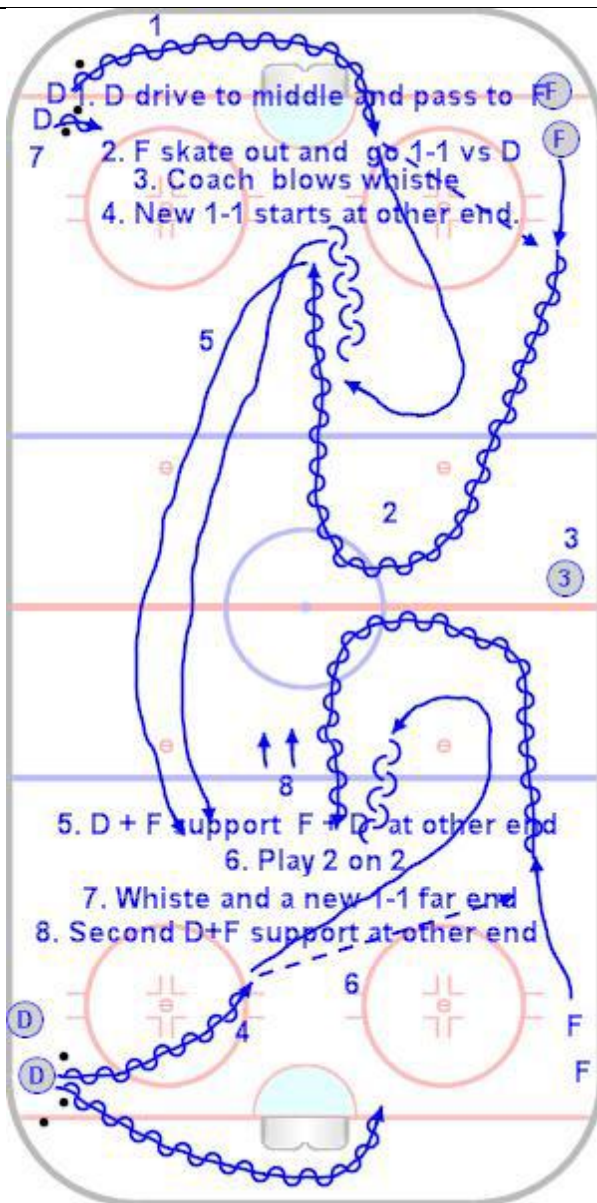 1
D 1. D drive to middle and pass to F F
D F
7 2. F skate out and go 1-1 vs D
3. Coach blows whistle
4. New 1-1 starts at other end.
5
2
3
3
8
5. D + F support F + D at other end
6. Play 2 on 2
7. Whiste and a new 1-1 far end
8. Second D+F support at other end
6
D 4 F
D F